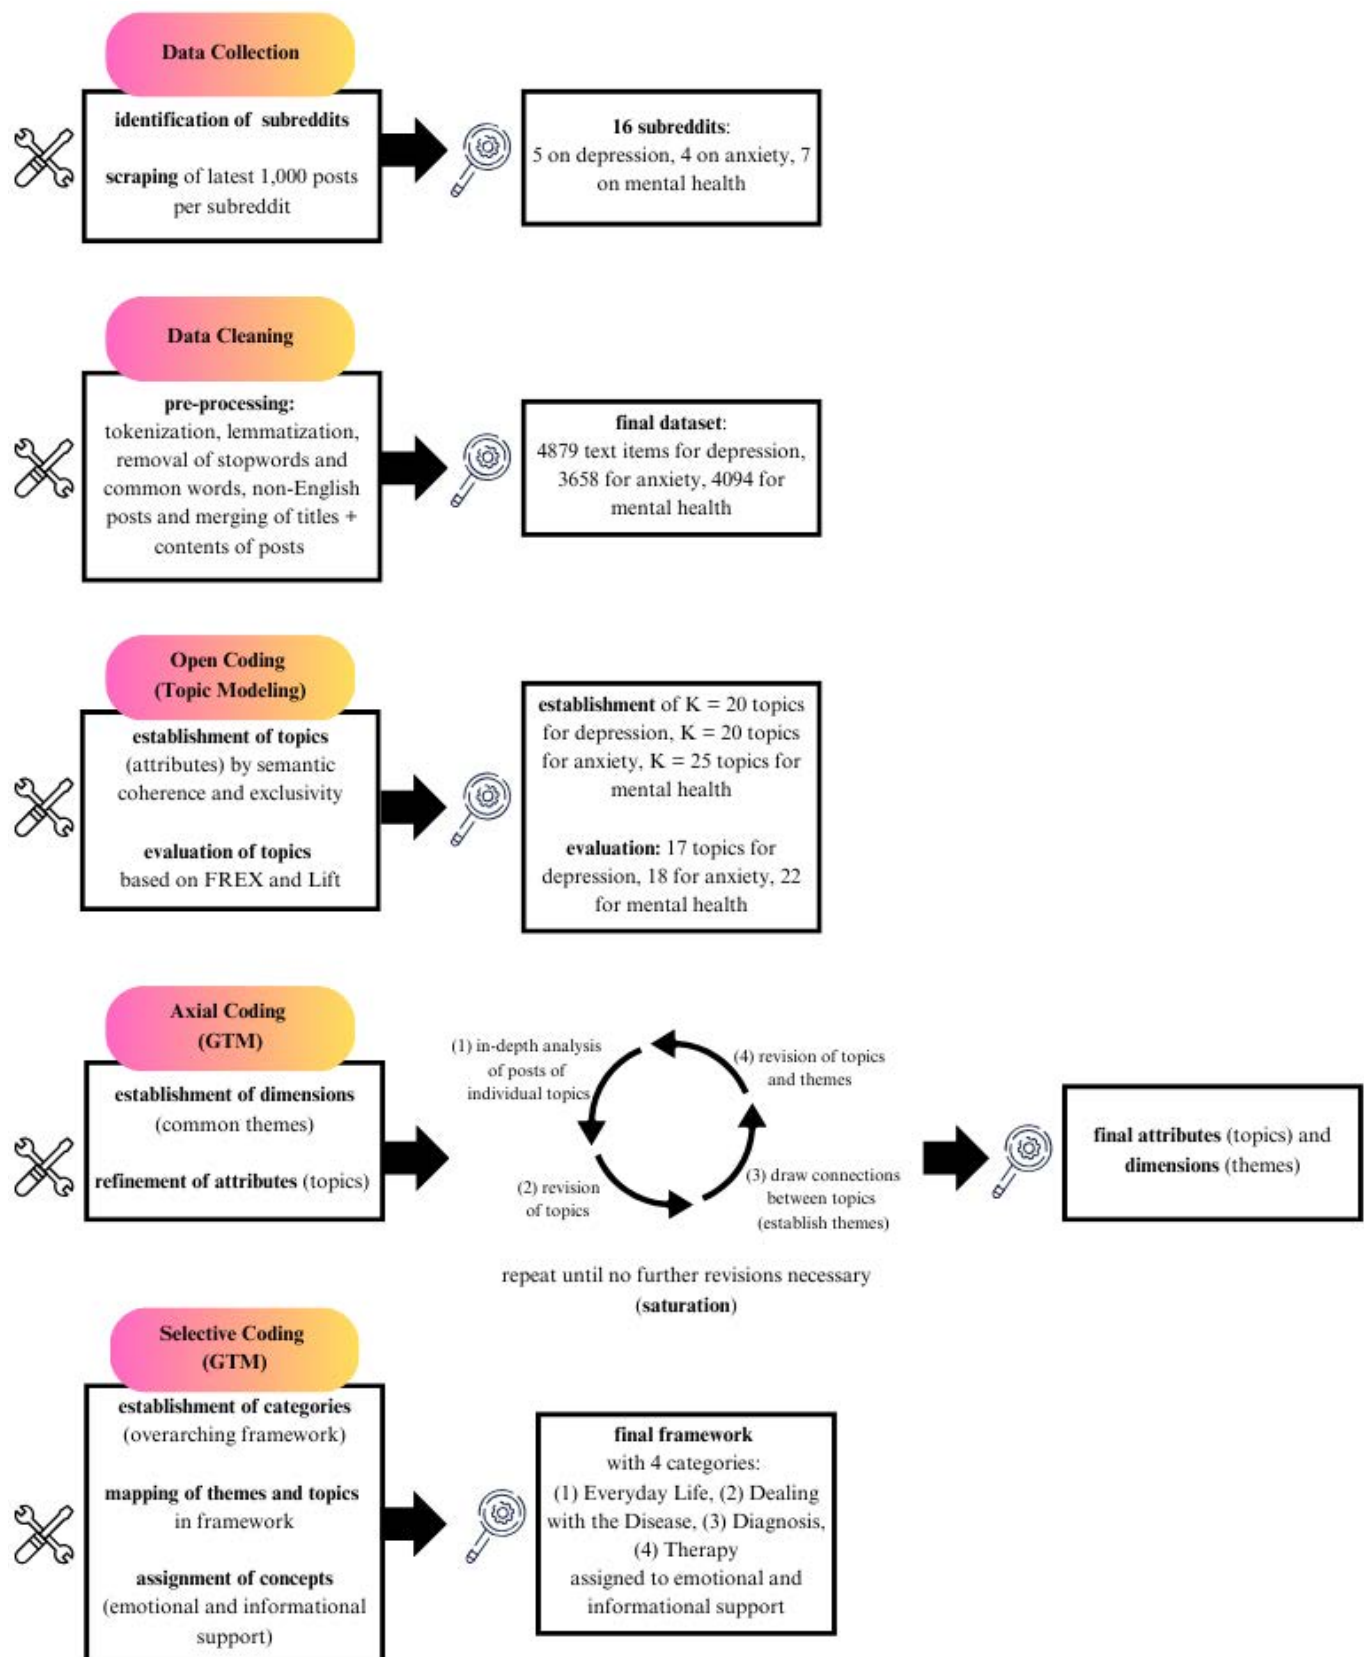 Data Collection
identification of subreddits
scraping of latest 1,000 posts
per subreddit
16 subreddits:
5 on depression, 4 on anxiety, 7
on mental health
Data Cleaning
pre-processing:
tokenization, lemmatization,
removal of stopwords and
common words, non-English
posts and merging of titles +
contents of posts
final dataset:
4879 text items for depression,
3658 for anxiety, 4094 for
mental health
Open Coding
(Topic Modeling)
establishment of topics
(attributes) by semantic
coherence and exclusivity
evaluation of topics
based on FREX and Lift
establishment of K = 20 topics
for depression, K = 20 topics
for anxiety, K = 25 topics for
mental health
evaluation: 17 topics for
depression, 18 for anxiety, 22
for mental health
Axial Coding
(GTM)
establishment of dimensions
(common themes)
refinement of attributes (topics)
(1) in-depth analysis
of posts of
individual topics
(2) revision
of topics
(3) draw connections
between topics
(establish themes)
(4) revision of topics
and themes
repeat until no further revisions necessary
(saturation)
final attributes (topics) and
dimensions (themes)
Selective Coding
(GTM)
establishment of categories
(overarching framework)
mapping of themes and topics
in framework
assignment of concepts
(emotional and informational
support)
final framework
with 4 categories:
(1) Everyday Life, (2) Dealing
with the Disease, (3) Diagnosis,
(4) Therapy
assigned to emotional and
informational support